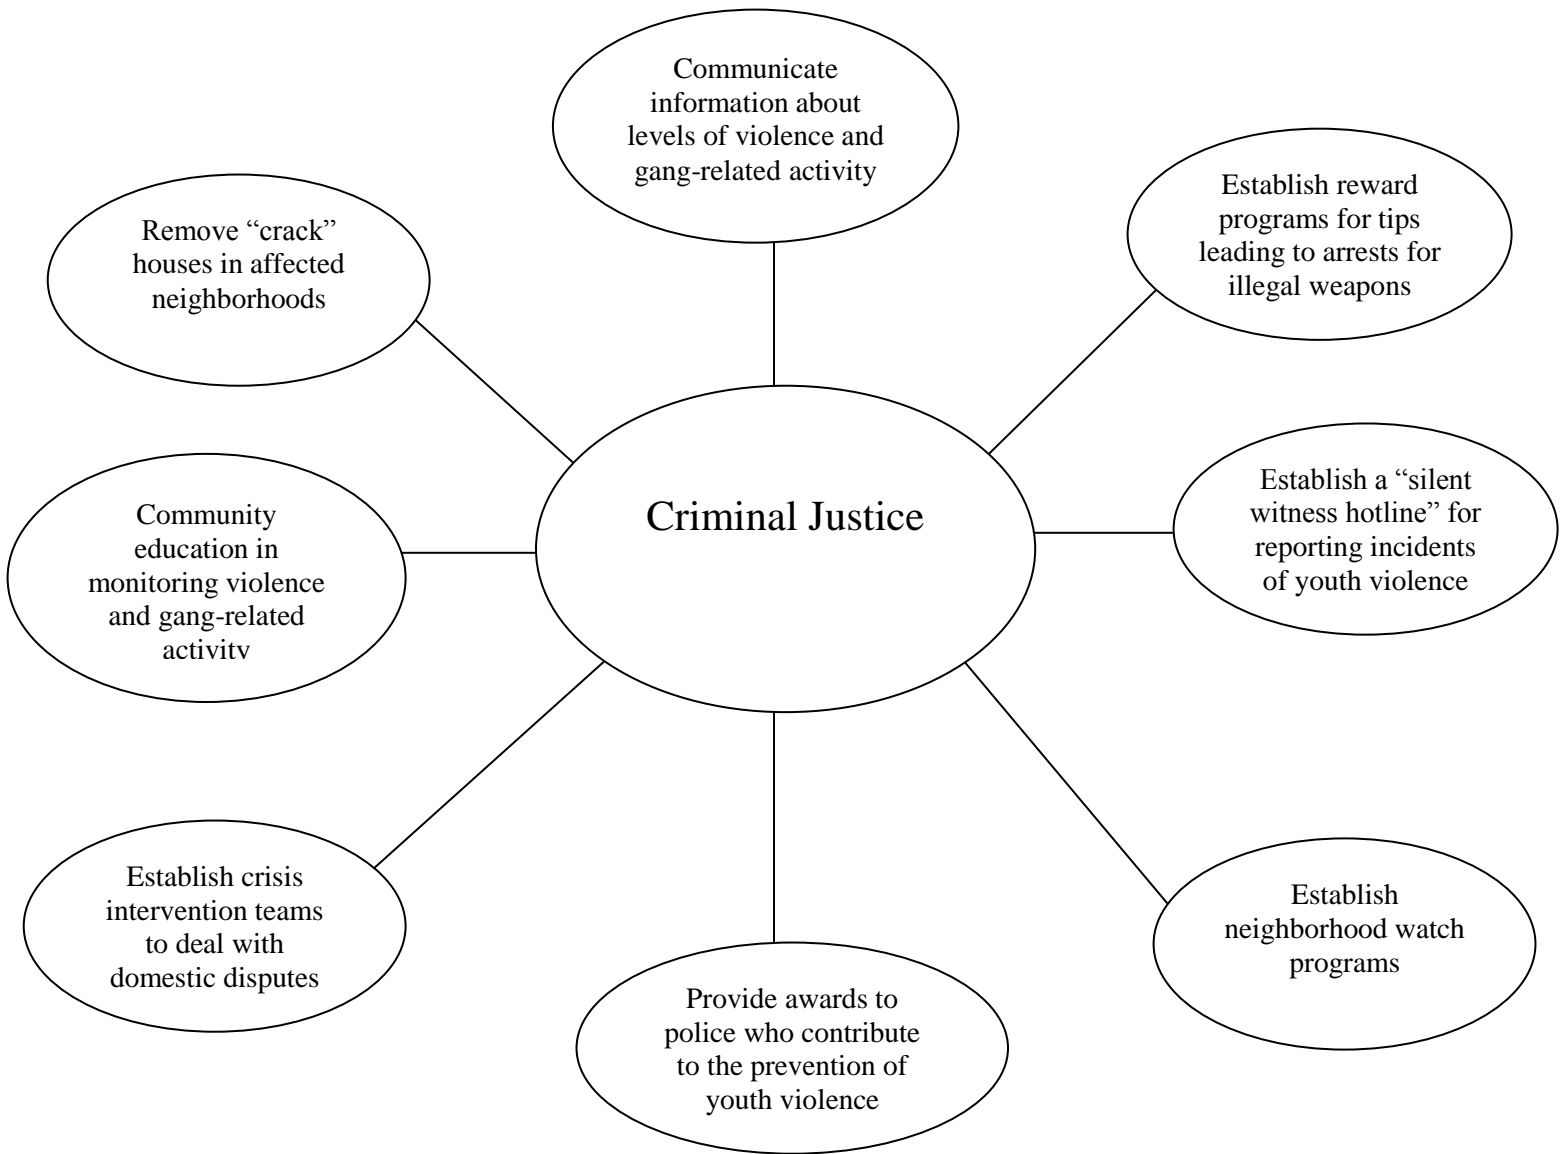 Communicate
information about
levels of violence and
gang-related activity
Establish reward
programs for tips
leading to arrests for
illegal weapons
Remove “crack”
houses in affected
neighborhoods
Criminal Justice
Establish a “silent
witness hotline” for
reporting incidents
of youth violence
Community
education in
monitoring violence
and gang-related
activity
Establish crisis
intervention teams
to deal with
domestic disputes
Establish
neighborhood watch
programs
Provide awards to
police who contribute
to the prevention of
youth violence